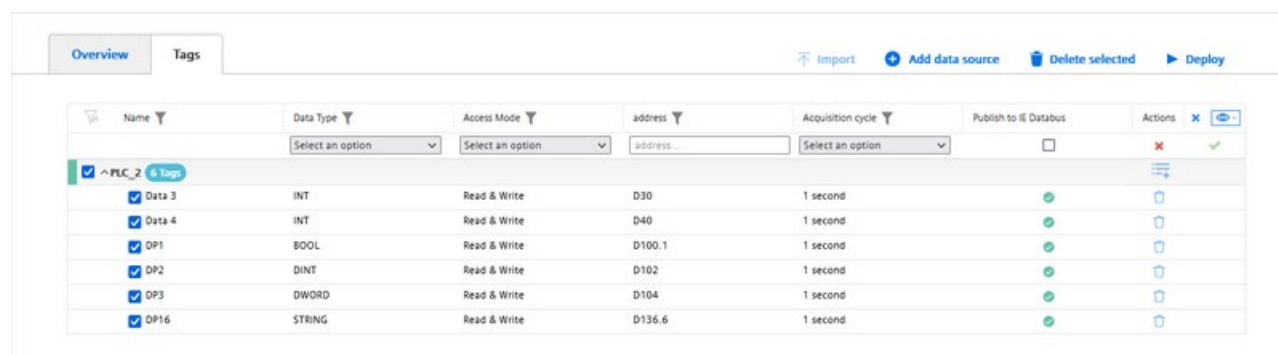 Overview Tags Import Add data source Delete selected Deploy
Name Data Type Access Mode address Acquisition cycle Publish to IE Databus Actions
Select an option Select an option address... Select an option
PLC_2 6 Tags
Data 3 INT Read & Write D30 1 second
Data 4 INT Read & Write D40 1 second
DP1 BOOL Read & Write D100.1 1 second
DP2 DINT Read & Write D102 1 second
DP3 DWORD Read & Write D104 1 second
DP16 STRING Read & Write D136.6 1 second